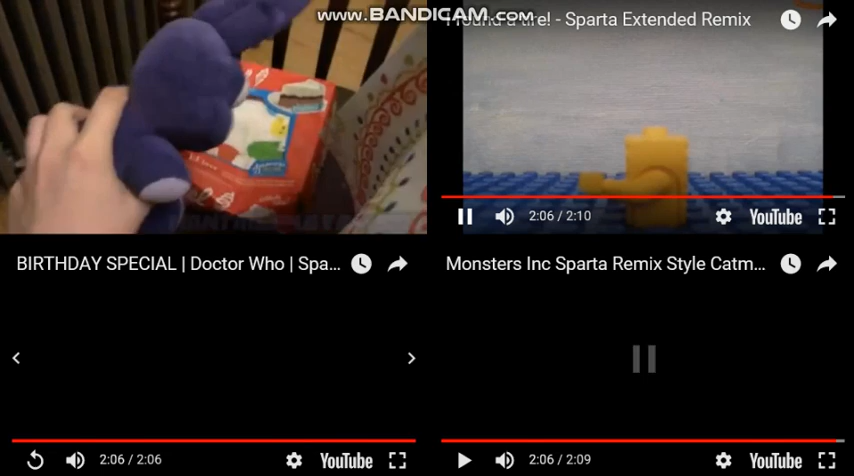 www.BANDICAM.com
I found a tire! - Sparta Extended Remix
2:06 / 2:10
YouTube
BIRTHDAY SPECIAL | Doctor Who | Spa...
Monsters Inc Sparta Remix Style Catm...
2:06 / 2:06
YouTube
2:06 / 2:09
YouTube